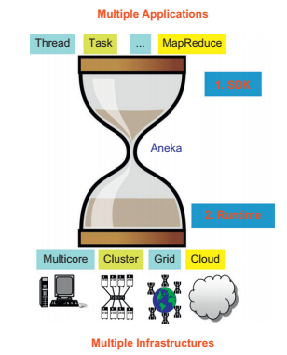 Multiple Applications
Thread Task ... MapReduce
1. SDK
Aneka
2. Runtime
Multicore Cluster Grid Cloud
Multiple Infrastructures